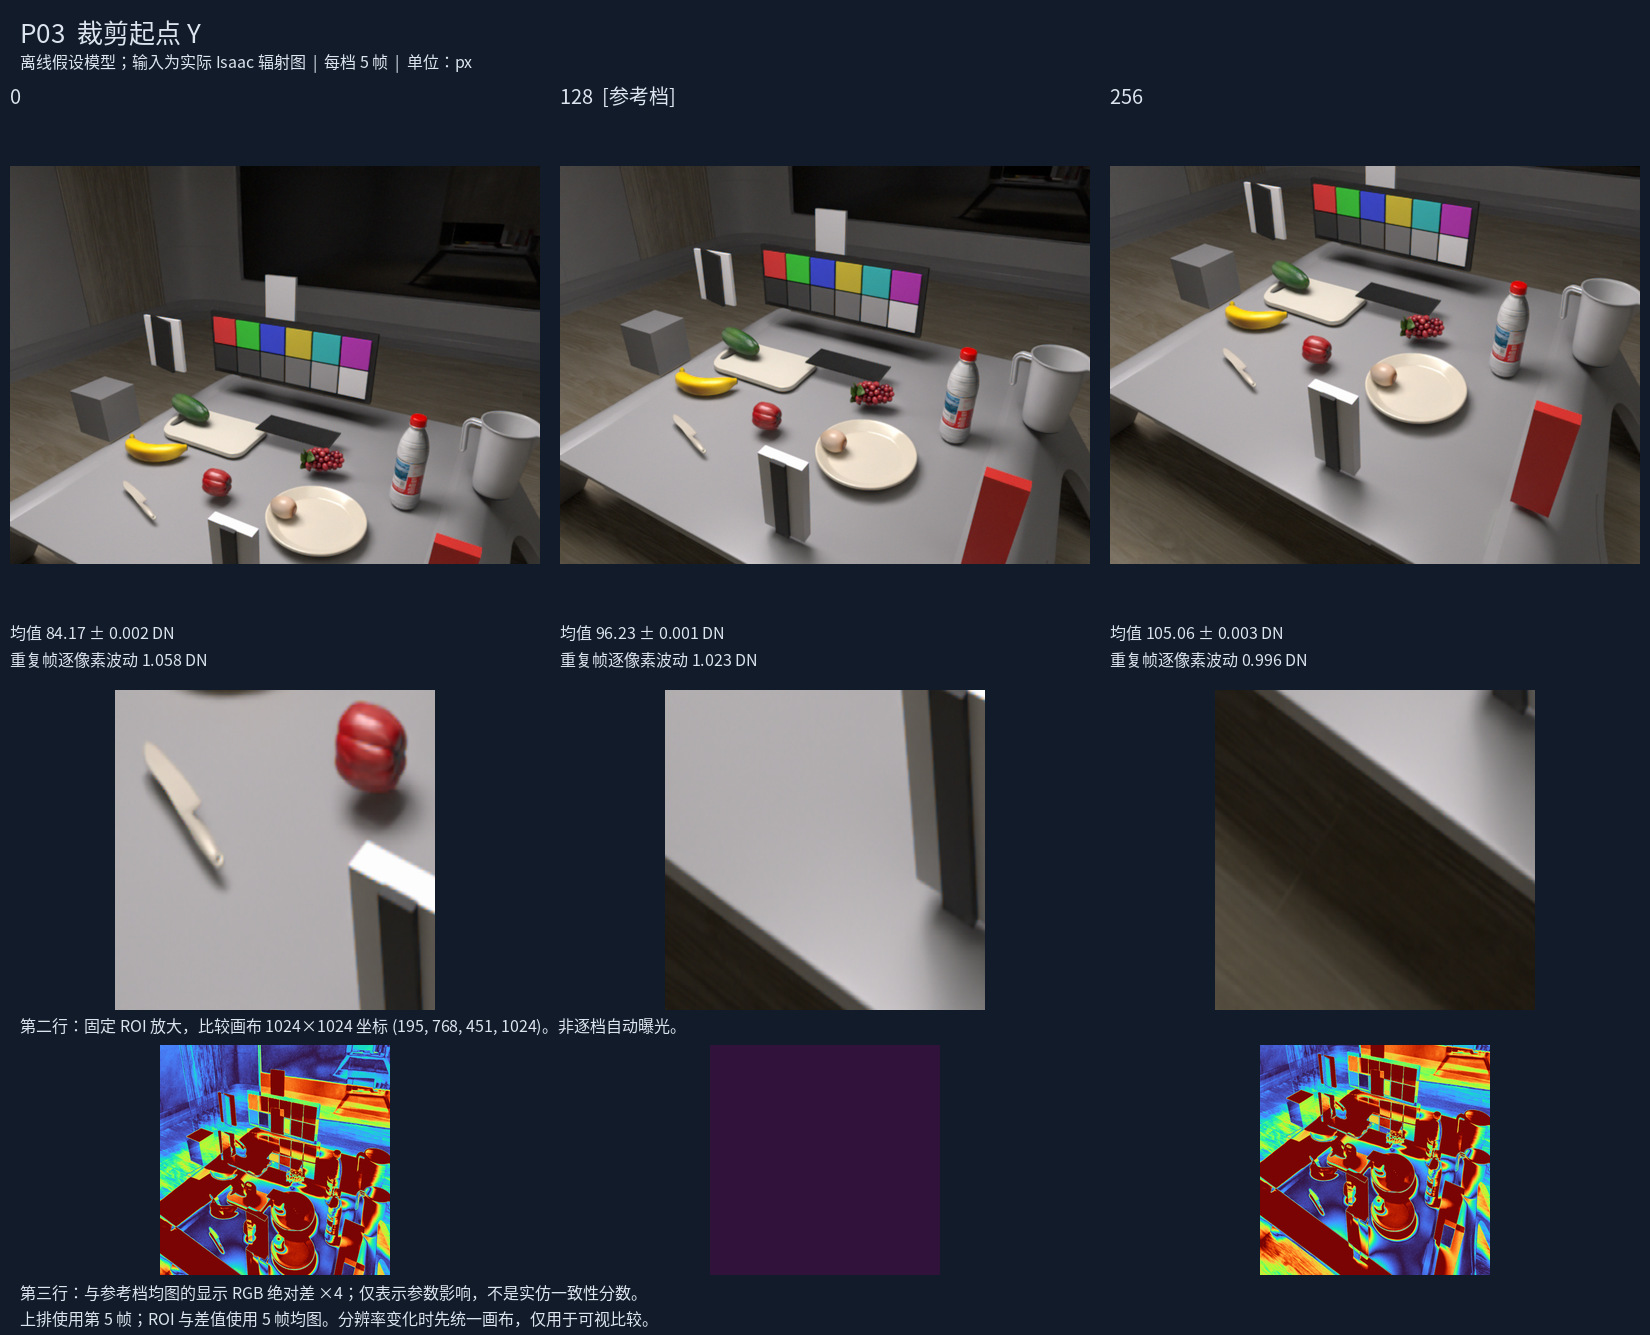 P03 裁剪起点 Y
离线假设模型；输入为实际 Isaac 辐射图 | 每档 5 帧 | 单位：px
0
128 [参考档]
256
均值 84.17 ± 0.002 DN
重复帧逐像素波动 1.058 DN
均值 96.23 ± 0.001 DN
重复帧逐像素波动 1.023 DN
均值 105.06 ± 0.003 DN
重复帧逐像素波动 0.996 DN
第二行：固定 ROI 放大，比较画布 1024×1024 坐标 (195, 768, 451, 1024)。非逐档自动曝光。
第三行：与参考档均图的显示 RGB 绝对差 ×4；仅表示参数影响，不是实仿一致性分数。
上排使用第 5 帧；ROI 与差值使用 5 帧均图。分辨率变化时先统一画布，仅用于可视比较。